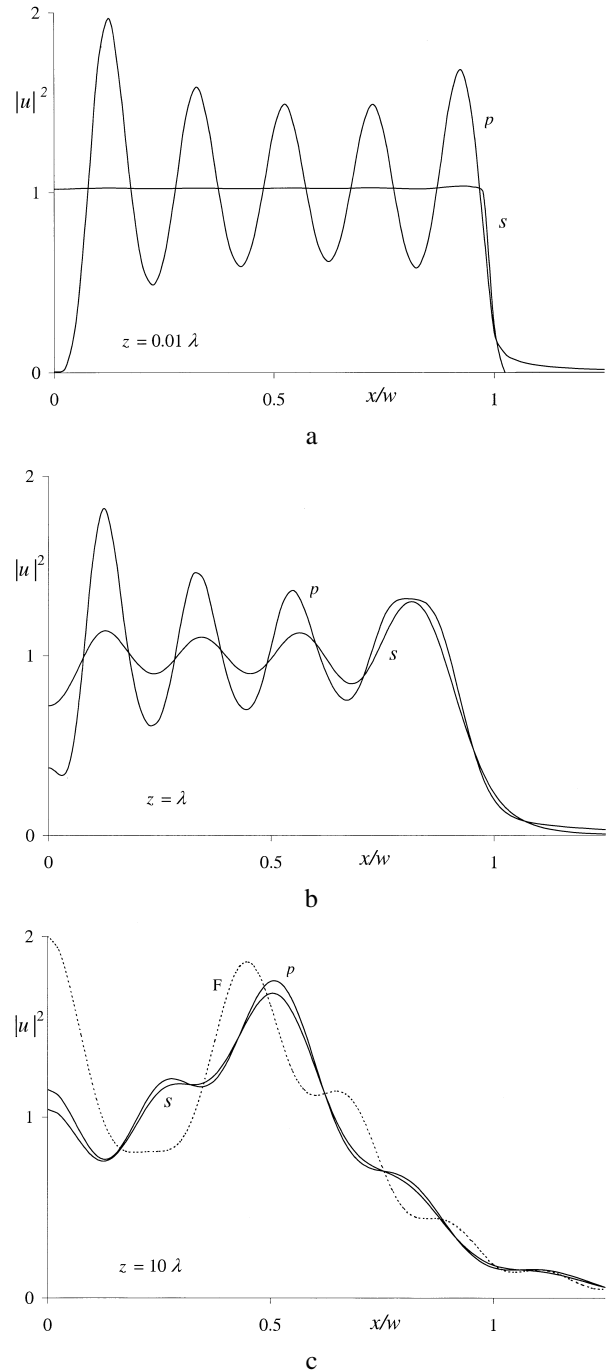 2
|u|²
p
1
s
z = 0.01 λ
0
0 0.5 x/w 1
a
2
|u|²
p
1
s
z = λ
0
0 0.5 x/w 1
b
2
F p
|u|²
s
1
z = 10 λ
0
0 0.5 x/w 1
c